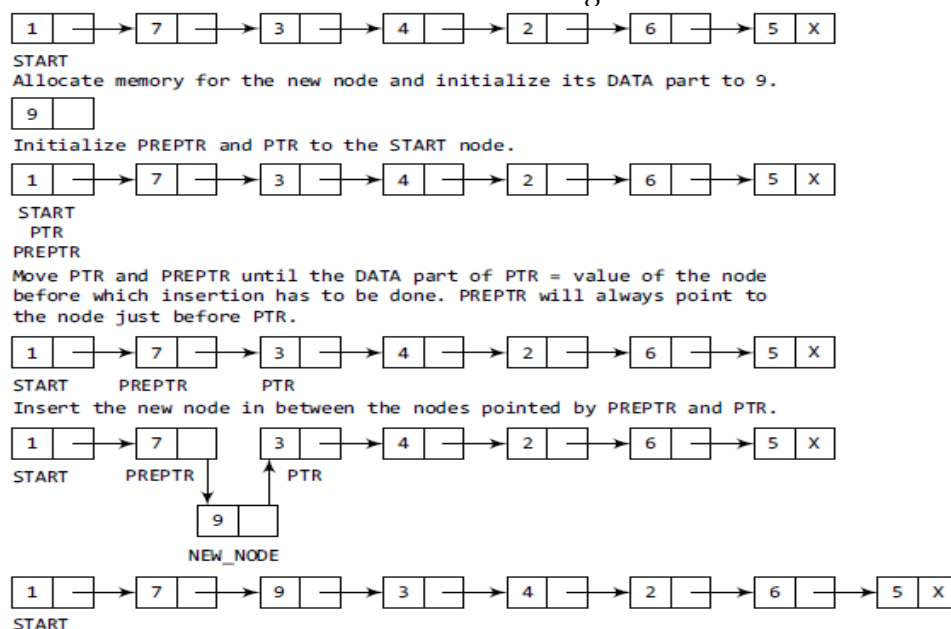 1 7 3 4 2 6 5 X
START
Allocate memory for the new node and initialize its DATA part to 9.
9
Initialize PREPTR and PTR to the START node.
1 7 3 4 2 6 5 X
START
PTR
PREPTR
Move PTR and PREPTR until the DATA part of PTR = value of the node
before which insertion has to be done. PREPTR will always point to
the node just before PTR.
1 7 3 4 2 6 5 X
START PREPTR PTR
Insert the new node in between the nodes pointed by PREPTR and PTR.
1 7 3 4 2 6 5 X
START PREPTR PTR
9
NEW_NODE
1 7 9 3 4 2 6 5 X
START